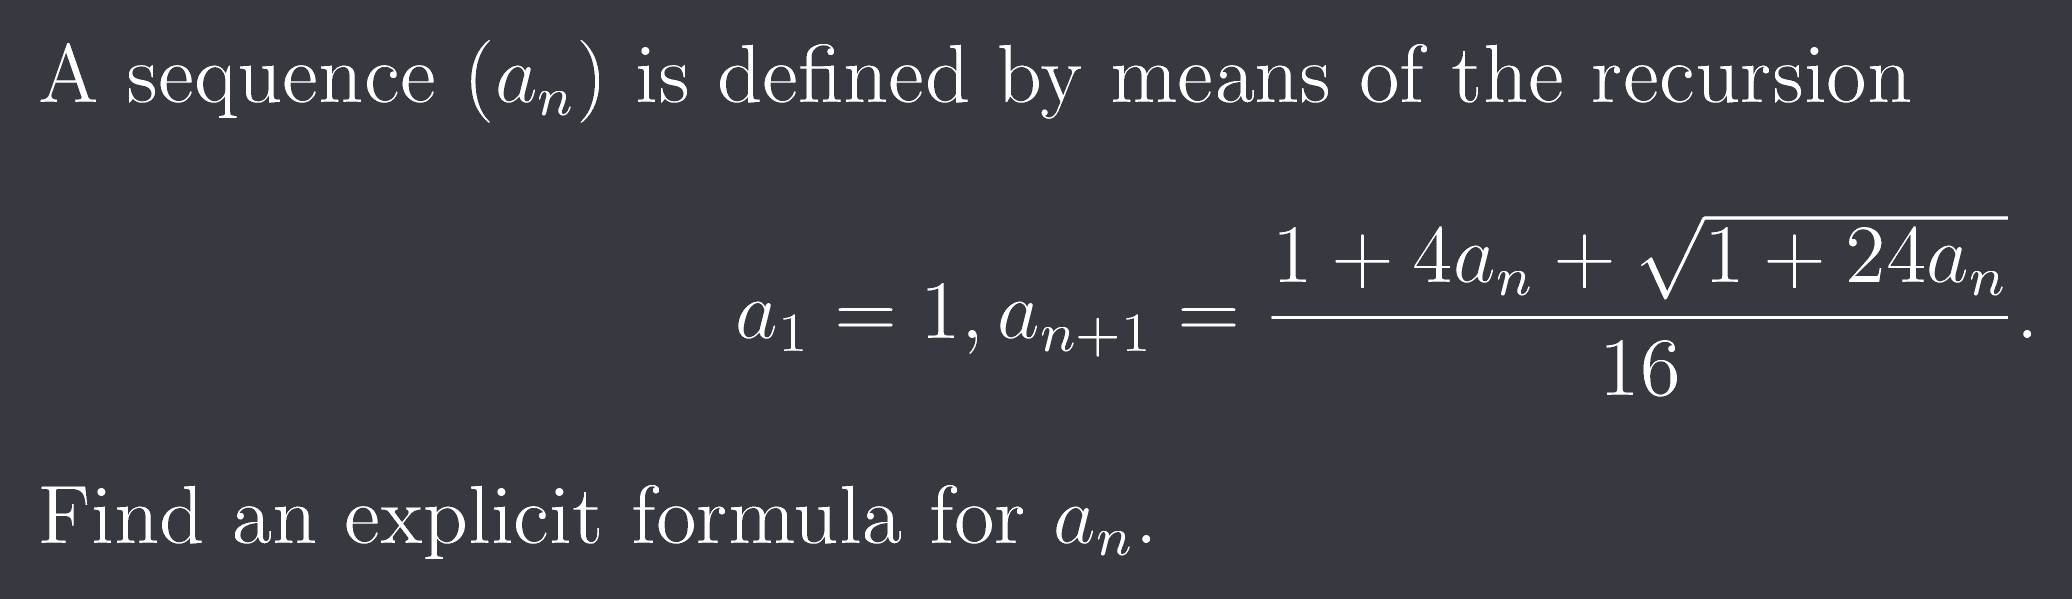 A sequence $(a_n)$ is defined by means of the recursion
$$a_1 = 1, a_{n+1} = \frac{1 + 4a_n + \sqrt{1 + 24a_n}}{16}.$$
Find an explicit formula for $a_n$.